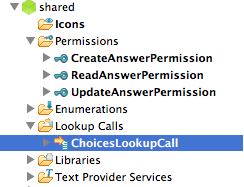 shared
Icons
Permissions
CreateAnswerPermission
ReadAnswerPermission
UpdateAnswerPermission
Enumerations
Lookup Calls
ChoicesLookupCall
Libraries
Text Provider Services